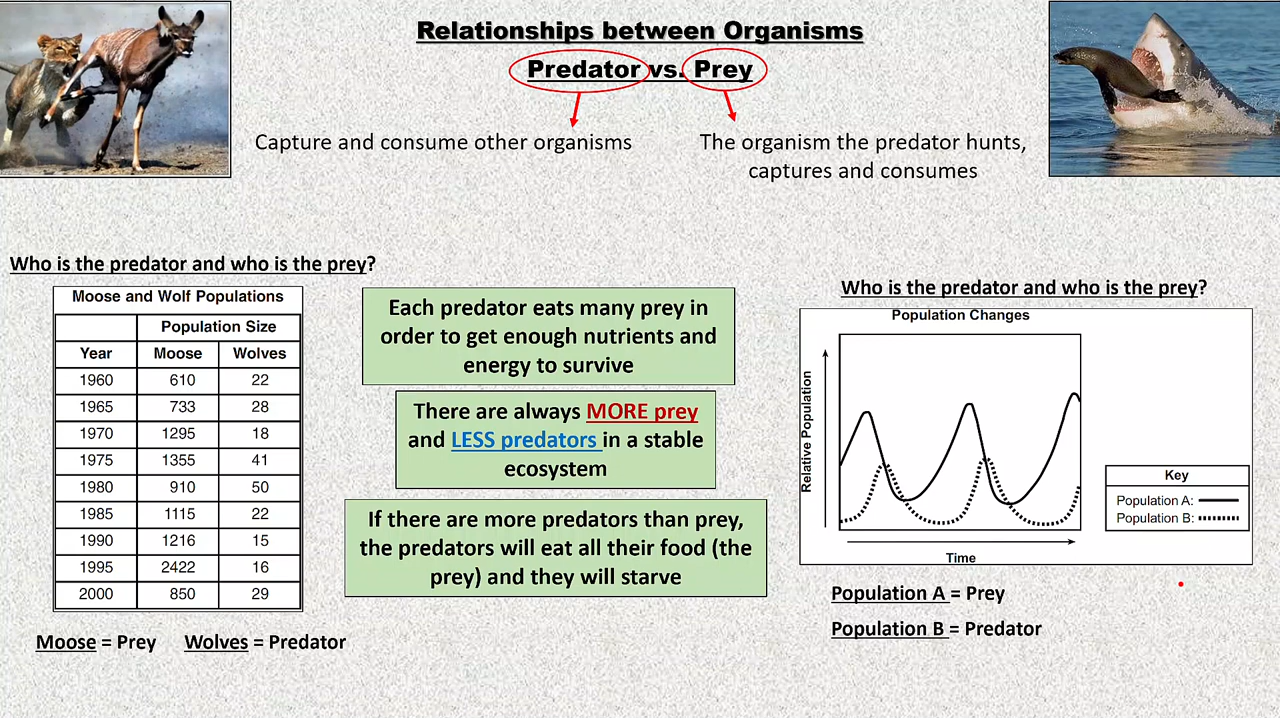 Relationships between Organisms
Predator vs. Prey
Capture and consume other organisms
The organism the predator hunts,
captures and consumes
Who is the predator and who is the prey?
Moose and Wolf Populations
Population Size
Year Moose Wolves
1960 610 22
1965 733 28
1970 1295 18
1975 1355 41
1980 910 50
1985 1115 22
1990 1216 15
1995 2422 16
2000 850 29
Moose = Prey Wolves = Predator
Each predator eats many prey in
order to get enough nutrients and
energy to survive
There are always MORE prey
and LESS predators in a stable
ecosystem
If there are more predators than prey,
the predators will eat all their food (the
prey) and they will starve
Who is the predator and who is the prey?
Population Changes
Relative Population
Time
Key
Population A:
Population B:
Population A = Prey
Population B = Predator